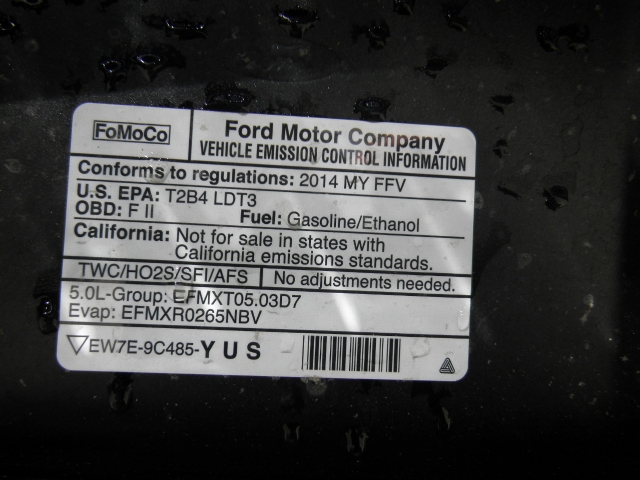 FoMoCo
Ford Motor Company
VEHICLE EMISSION CONTROL INFORMATION
Conforms to regulations: 2014 MY FFV
U.S. EPA: T2B4 LDT3
OBD: F II Fuel: Gasoline/Ethanol
California: Not for sale in states with
California emissions standards.
TWC/HO2S/SFI/AFS No adjustments needed.
5.0L-Group: EFMXT05.03D7
Evap: EFMXR0265NBV
EW7E-9C485-YUS